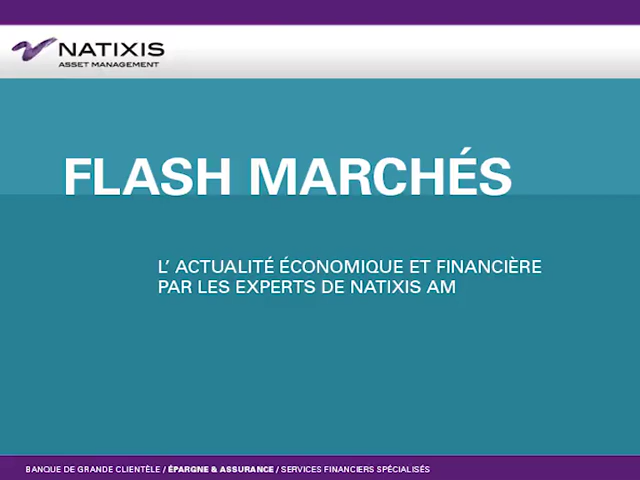 NATIXIS
ASSET MANAGEMENT
FLASH MARCHÉS
L’ ACTUALITÉ ÉCONOMIQUE ET FINANCIÈRE
PAR LES EXPERTS DE NATIXIS AM
BANQUE DE GRANDE CLIENTÈLE / ÉPARGNE & ASSURANCE / SERVICES FINANCIERS SPÉCIALISÉS